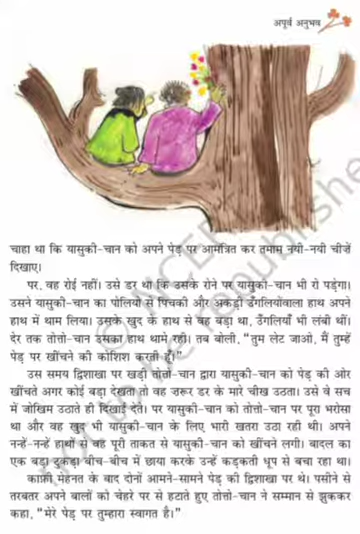 अपूर्व अनुभव
चाहा था कि यासुकी-चान को अपने पेड़ पर आमंत्रित कर तमाम नयी-नयी चीज़ें
दिखाए।
पर, वह रोई नहीं। उसे डर था कि उसके रोने पर यासुकी-चान भी रो पड़ेगा।
उसने यासुकी-चान का पोलियो से पिचकी और अकड़ी उँगलियोंवाला हाथ अपने
हाथ में थाम लिया। उसके खुद के हाथ से वह बड़ा था, उँगलियाँ भी लंबी थीं।
देर तक तोत्तो-चान उसका हाथ थामे रही। तब बोली, “तुम लेट जाओ, मैं तुम्हें
पेड़ पर खींचने की कोशिश करती हूँ।”
उस समय द्विशाखा पर खड़ी तोत्तो-चान द्वारा यासुकी-चान को पेड़ की ओर
खींचते अगर कोई बड़ा देखता तो वह ज़रूर डर के मारे चीख उठता। उसे वे सच
में जोखिम उठाते ही दिखाई देते। पर यासुकी-चान को तोत्तो-चान पर पूरा भरोसा
था और वह खुद भी यासुकी-चान के लिए भारी खतरा उठा रही थी। अपने
नन्हे-नन्हे हाथों से वह पूरी ताकत से यासुकी-चान को खींचने लगी। बादल का
एक बड़ा टुकड़ा बीच-बीच में छाया करके उन्हें कड़कती धूप से बचा रहा था।
काफ़ी मेहनत के बाद दोनों आमने-सामने पेड़ की द्विशाखा पर थे। पसीने से
तरबतर अपने बालों को चेहरे पर से हटाते हुए तोत्तो-चान ने सम्मान से झुककर
कहा, “मेरे पेड़ पर तुम्हारा स्वागत है।”